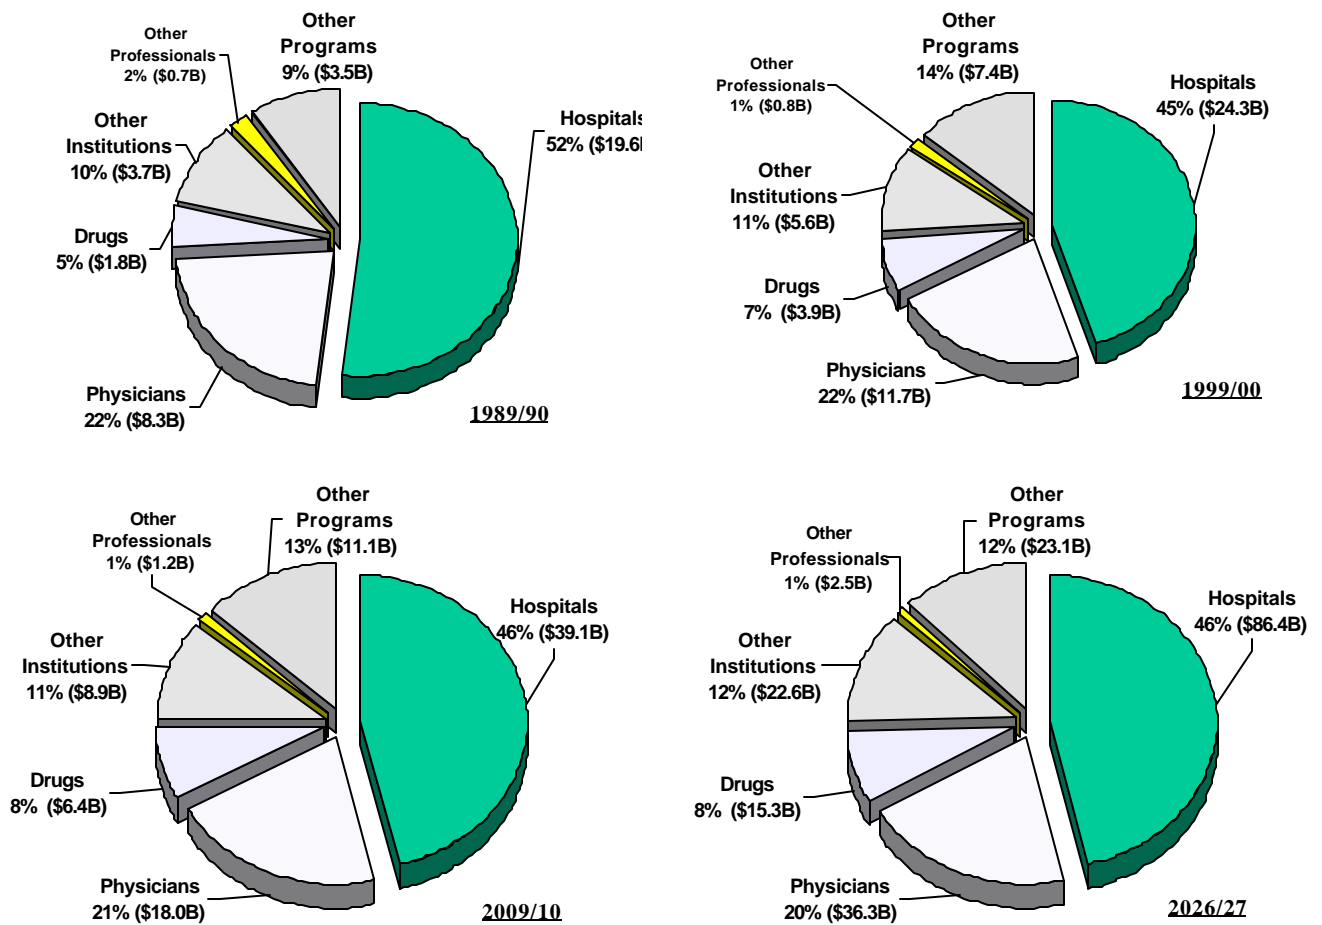 Other
Professionals
2% ($0.7B)
Other
Programs
9% ($3.5B)
Hospitals
52% ($19.6
Other
Institutions
10% ($3.7B)
Drugs
5% ($1.8B)
Physicians
22% ($8.3B)
1989/90
Other
Programs
14% ($7.4B)
Other
Professionals
1% ($0.8B)
Hospitals
45% ($24.3B)
Other
Institutions
11% ($5.6B)
Drugs
7% ($3.9B)
Physicians
22% ($11.7B)
1999/00
Other
Programs
13% ($11.1B)
Other
Professionals
1% ($1.2B)
Hospitals
46% ($39.1B)
Other
Institutions
11% ($8.9B)
Drugs
8% ($6.4B)
Physicians
21% ($18.0B)
2009/10
Other
Programs
12% ($23.1B)
Other
Professionals
1% ($2.5B)
Hospitals
46% ($86.4B)
Other
Institutions
12% ($22.6B)
Drugs
8% ($15.3B)
Physicians
20% ($36.3B)
2026/27